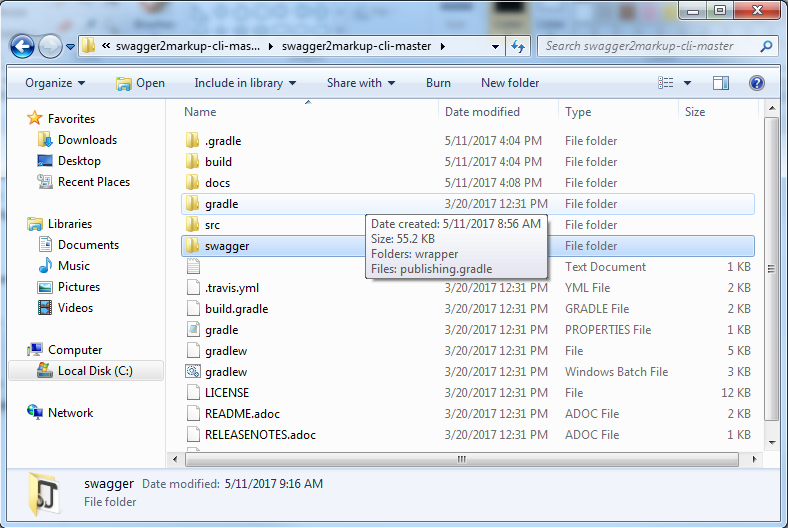 « swagger2markup-cli-mas... swagger2markup-cli-master Search swagger2markup-cli-master
Organize Open Include in library Share with Burn New folder
Name Date modified Type Size
Favorites
Downloads
Desktop
Recent Places
Libraries
Documents
Music
Pictures
Videos
Computer
Local Disk (C:)
Network
.gradle 5/11/2017 4:04 PM File folder
build 5/11/2017 4:04 PM File folder
docs 5/11/2017 4:08 PM File folder
gradle 3/20/2017 12:31 PM File folder
src File folder
swagger File folder
Text Document 1 KB
.travis.yml YML File 2 KB
build.gradle 3/20/2017 12:31 PM GRADLE File 2 KB
gradle 3/20/2017 12:31 PM PROPERTIES File 1 KB
gradlew 3/20/2017 12:31 PM File 5 KB
gradlew 3/20/2017 12:31 PM Windows Batch File 3 KB
LICENSE 3/20/2017 12:31 PM File 12 KB
README.adoc 3/20/2017 12:31 PM ADOC File 2 KB
RELEASENOTES.adoc 3/20/2017 12:31 PM ADOC File 1 KB
Date created: 5/11/2017 8:56 AM
Size: 55.2 KB
Folders: wrapper
Files: publishing.gradle
swagger Date modified: 5/11/2017 9:16 AM
File folder